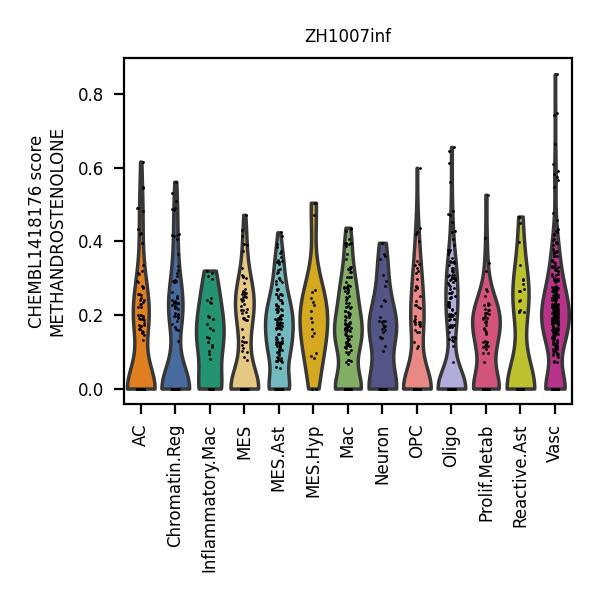 ZH1007inf
CHEMBL1418176 score
METHANDROSTENOLONE
0.8
0.6
0.4
0.2
0.0
AC
Chromatin.Reg
Inflammatory.Mac
MES
MES.Ast
MES.Hyp
Mac
Neuron
OPC
Oligo
Prolif.Metab
Reactive.Ast
Vasc